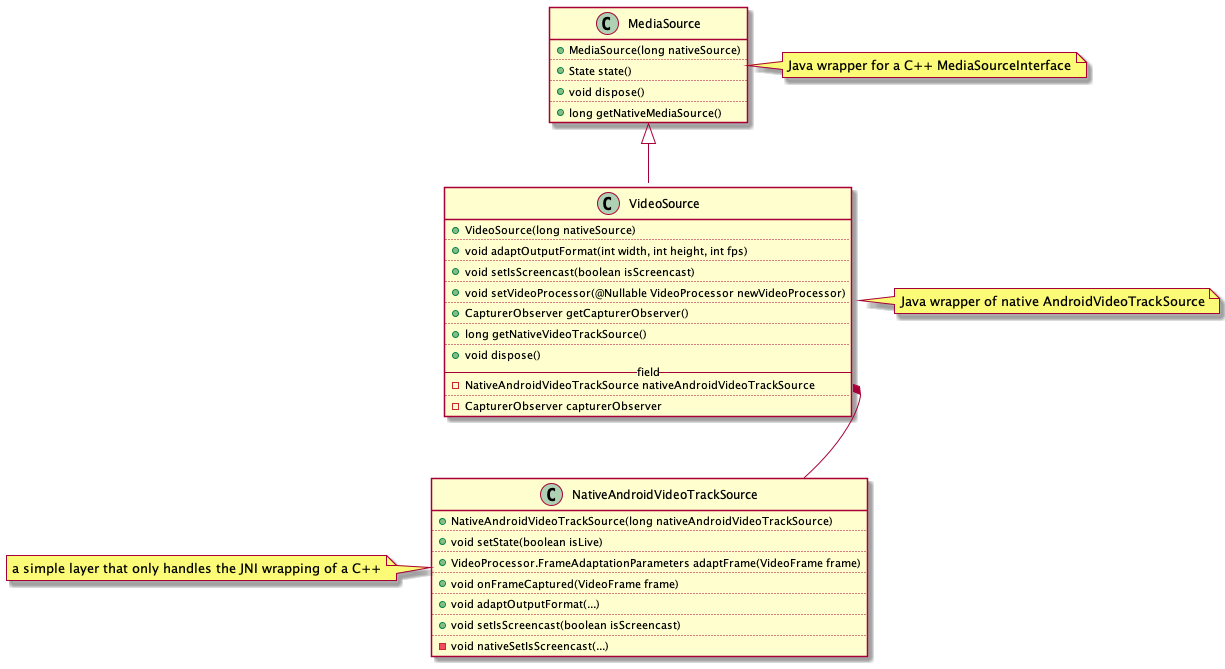 C MediaSource
MediaSource(long nativeSource)
State state()
void dispose()
long getNativeMediaSource()
Java wrapper for a C++ MediaSourceInterface
C VideoSource
VideoSource(long nativeSource)
void adaptOutputFormat(int width, int height, int fps)
void setIsScreencast(boolean isScreencast)
void setVideoProcessor(@Nullable VideoProcessor newVideoProcessor)
CapturerObserver getCapturerObserver()
long getNativeVideoTrackSource()
void dispose()
field
NativeAndroidVideoTrackSource nativeAndroidVideoTrackSource
CapturerObserver capturerObserver
Java wrapper of native AndroidVideoTrackSource
C NativeAndroidVideoTrackSource
NativeAndroidVideoTrackSource(long nativeAndroidVideoTrackSource)
void setState(boolean isLive)
VideoProcessor.FrameAdaptationParameters adaptFrame(VideoFrame frame)
void onFrameCaptured(VideoFrame frame)
void adaptOutputFormat(...)
void setIsScreencast(boolean isScreencast)
void nativeSetIsScreencast(...)
a simple layer that only handles the JNI wrapping of a C++